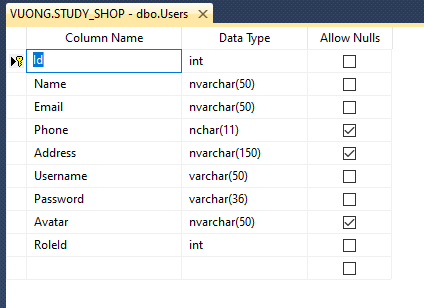 VUONG.STUDY_SHOP - dbo.Users
Column Name Data Type Allow Nulls
Id int
Name nvarchar(50)
Email nvarchar(50)
Phone nchar(11)
Address nvarchar(150)
Username varchar(50)
Password varchar(36)
Avatar nvarchar(50)
RoleId int